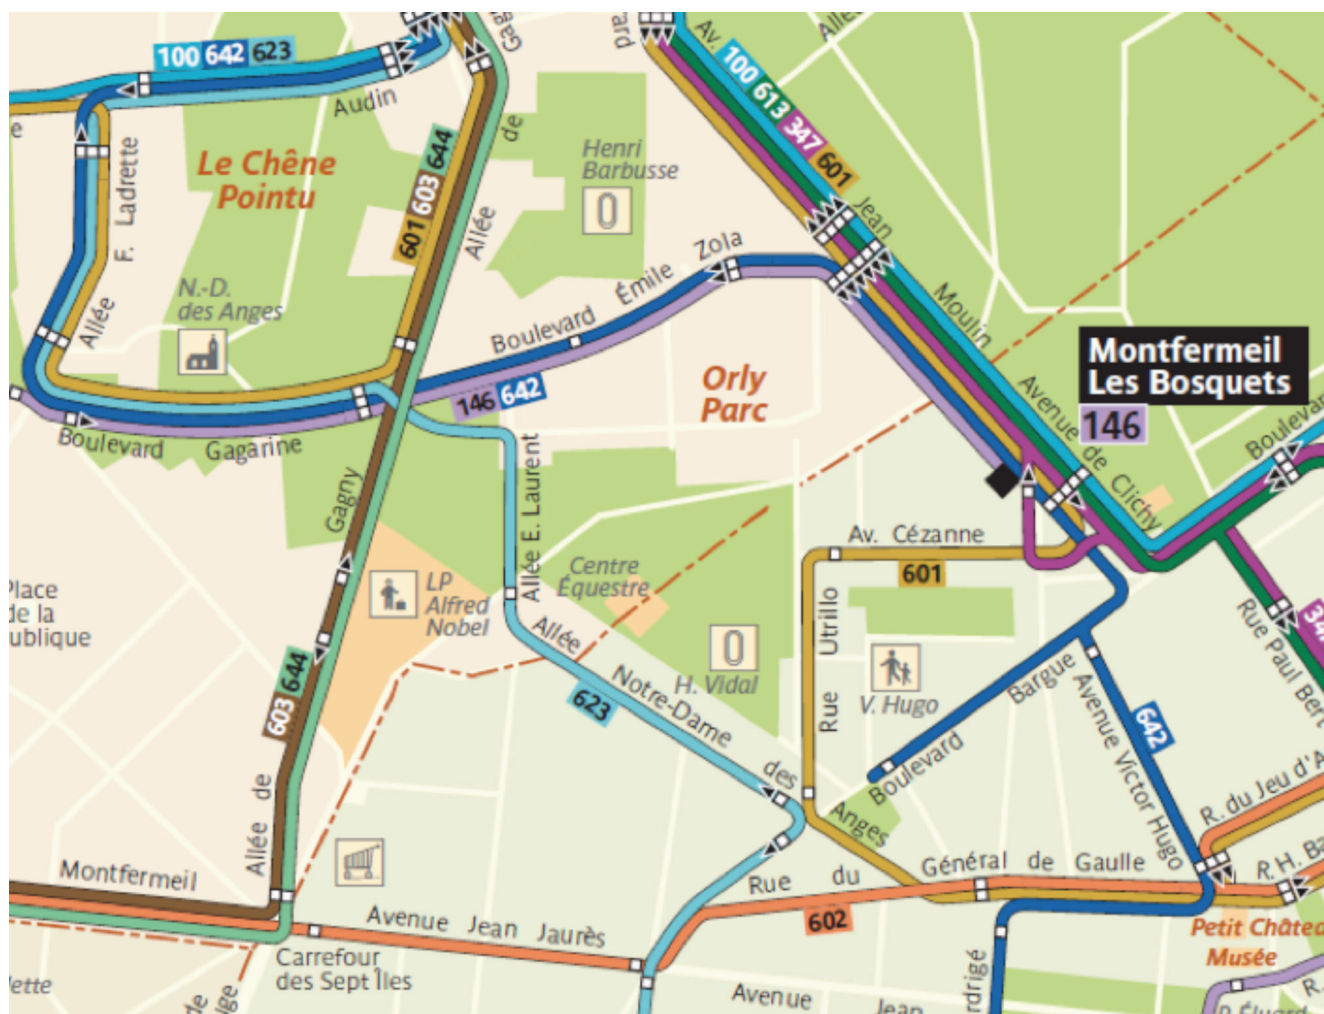 100 642 623
Audin
Le Chêne
Pointu
F. Ladrette
Allée
N.-D.
des Anges
601 603 644
Allée
de
Henri
Barbusse
Av.
100 613 347 601
Jean
Moulin
Boulevard Émile Zola
146 642
Orly
Parc
Montfermeil
Les Bosquets
146
Avenue de Clichy
Boulevard Gagarine
Gagny
Allée E. Laurent
Av. Cézanne
601
Place
de la
LP
Alfred
Nobel
Centre
Équestre
H. Vidal
Allée Notre-Dame des Anges
623
Rue Utrillo
V. Hugo
Boulevard Bargue
Avenue Victor Hugo
642
Rue Paul Bert
603 644
Allée de
Montfermeil
Avenue Jean Jaurès
Carrefour
des Sept Îles
Rue du Général de Gaulle
602
R. du Jeu d'A
R. H. Ba
Petit Château
Musée
Avenue Jean
R.
P. Éluard